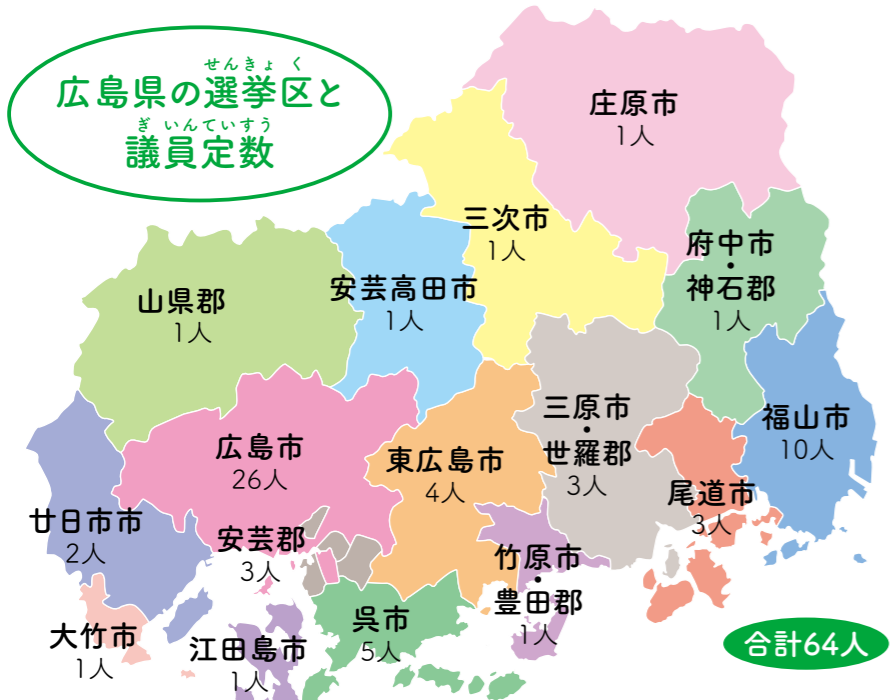 せんきょ く
広島県の選挙区と
ぎ いんていすう
議員定数
庄原市
1人
三次市
1人
府中市
・
神石郡
1人
安芸高田市
1人
山県郡
1人
三原市
・
世羅郡
3人
福山市
10人
広島市
26人
東広島市
4人
尾道市
3人
廿日市市
2人
安芸郡
3人
竹原市
・
豊田郡
1人
呉市
5人
大竹市
1人
江田島市
1人
合計64人